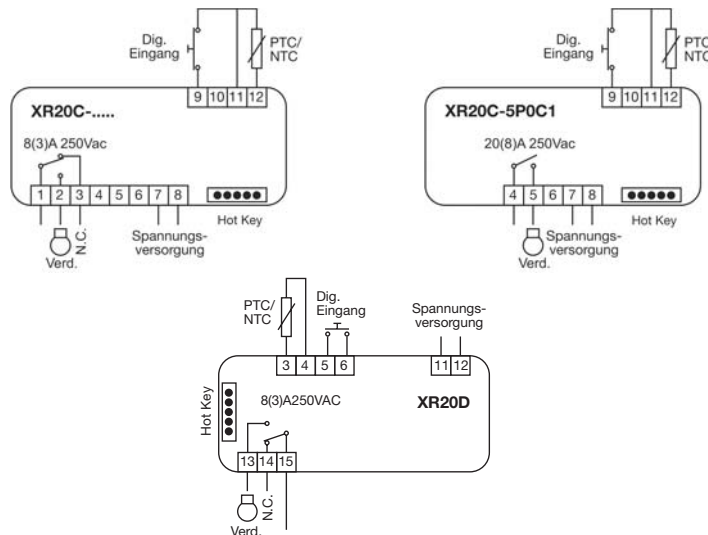 Dig.
Eingang
PTC/
NTC
9 10 11 12
XR20C-.....
8(3)A 250Vac
1 2 3 4 5 6 7 8
Hot Key
N.C.
Verd.
Spannungs-
versorgung
Dig.
Eingang
PTC/
NTC
9 10 11 12
XR20C-5P0C1
20(8)A 250Vac
4 5 6 7 8
Hot Key
Verd.
Spannungs-
versorgung
PTC/
NTC
Dig.
Eingang
Spannungs-
versorgung
3 4 5 6
11 12
Hot Key
8(3)A250VAC
XR20D
13 14 15
N.C.
Verd.